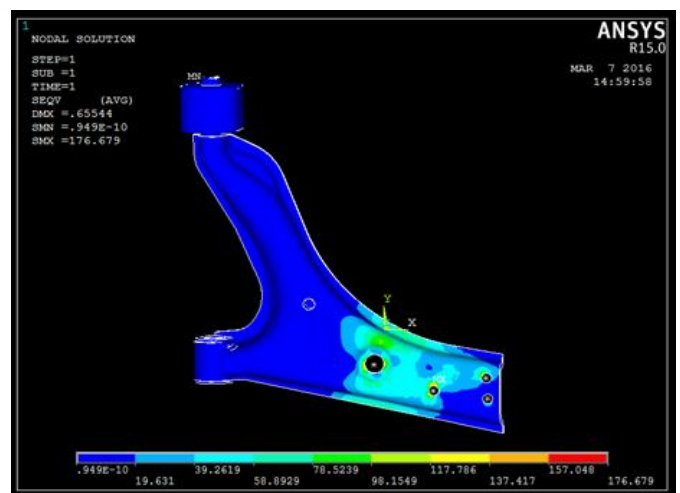 1
ANSYS
R15.0
NODAL SOLUTION
STEP=1
SUB =1
TIME=1
SEQV (AVG)
DMX =.65544
SMN =.949E-10
SMX =176.679
MAR 7 2016
14:59:58
MN
Y
X
MX
.949E-10 39.2619 78.5239 117.786 157.048
19.631 58.8929 98.1549 137.417 176.679